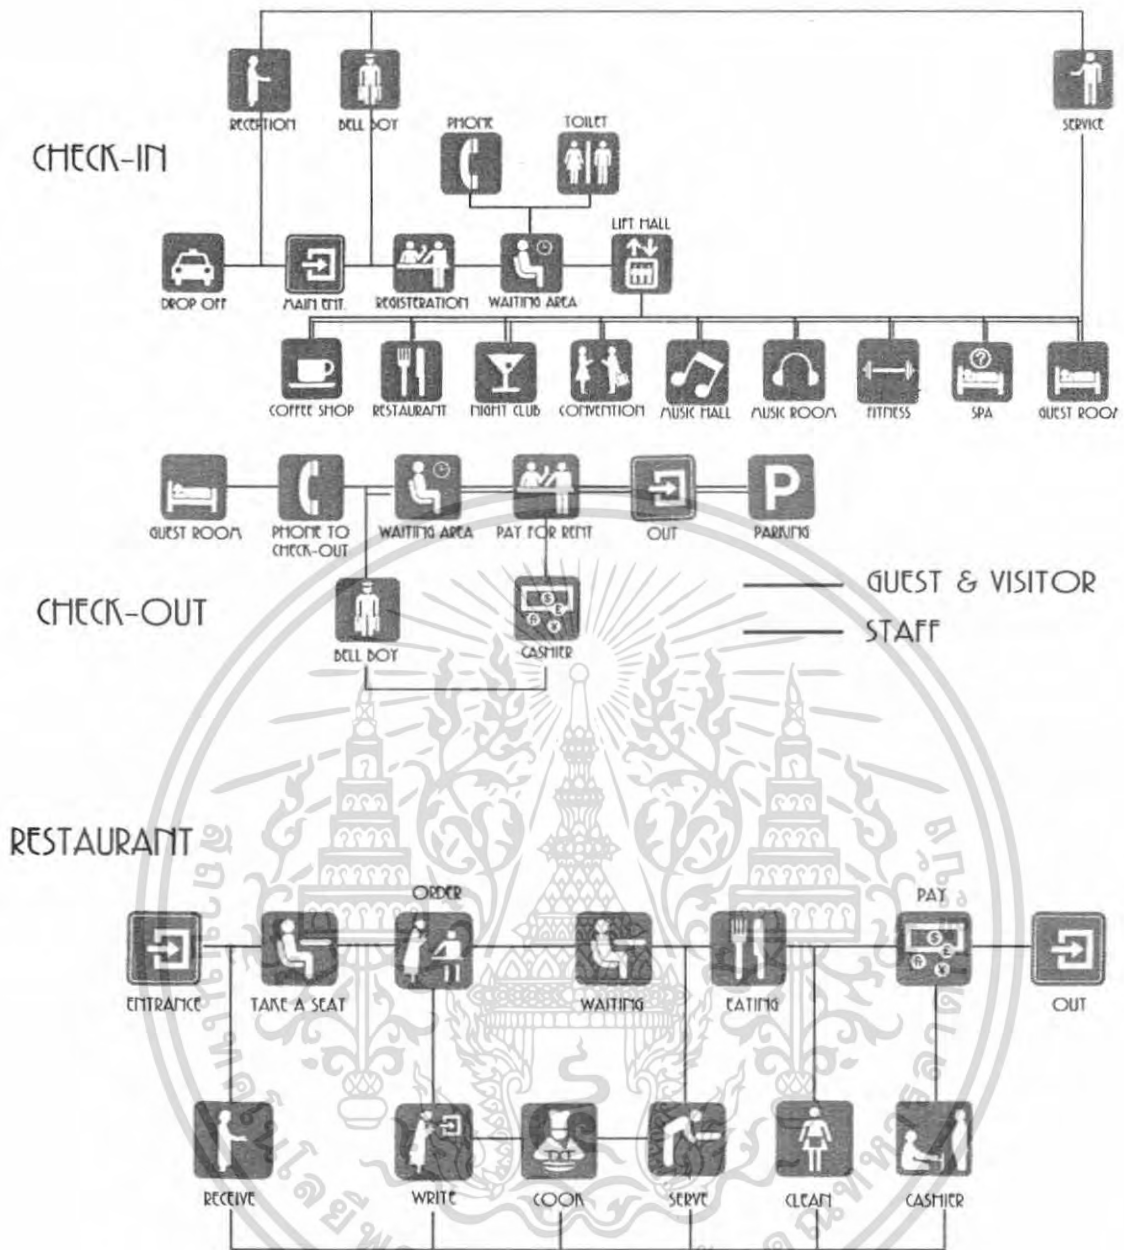 RECEPTION
BELL BOY
SERVICE
PHONE
TOILET
CHECK-IN
LIFT HALL
DROP OFF
MAIN ENT.
REGISTERATION
WAITING AREA
COFFEE SHOP
RESTAURANT
NIGHT CLUB
CONVENTION
MUSIC HALL
MUSIC ROOM
FITNESS
SPA
GUEST ROOM
GUEST ROOM
PHONE TO
CHECK-OUT
WAITING AREA
PAY FOR RENT
OUT
P
PARKING
GUEST & VISITOR
CHECK-OUT
STAFF
BELL BOY
CASHIER
RESTAURANT
ORDER
PAY
ENTRANCE
TAKE A SEAT
WAITING
EATING
OUT
RECEIVE
WRITE
COOK
SERVE
CLEAN
CASHIER